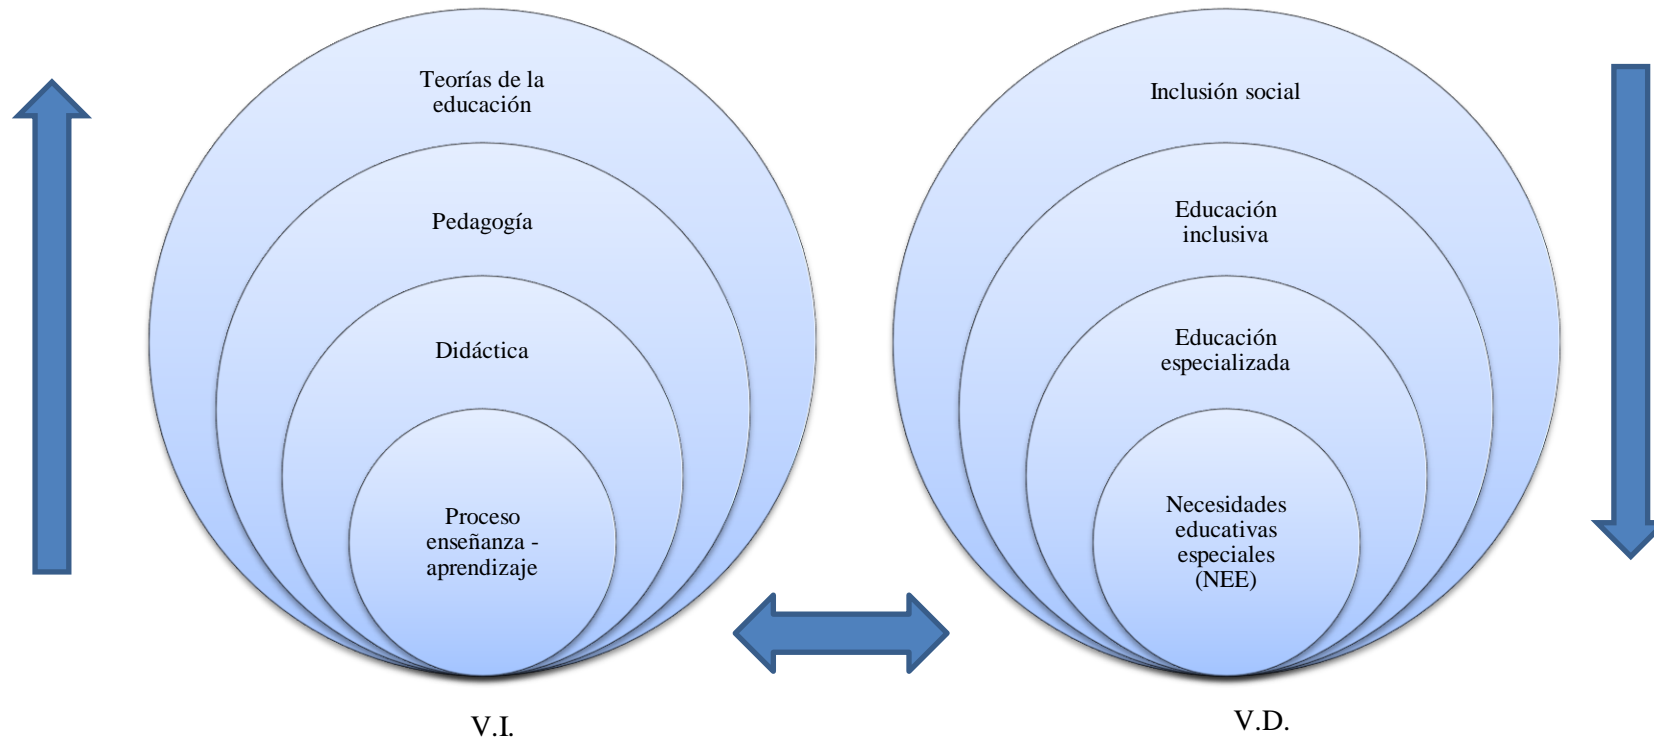 Teorías de la
educación
Pedagogía
Didáctica
Proceso
enseñanza -
aprendizaje
V.I.
Inclusión social
Educación
inclusiva
Educación
especializada
Necesidades
educativas
especiales
(NEE)
V.D.